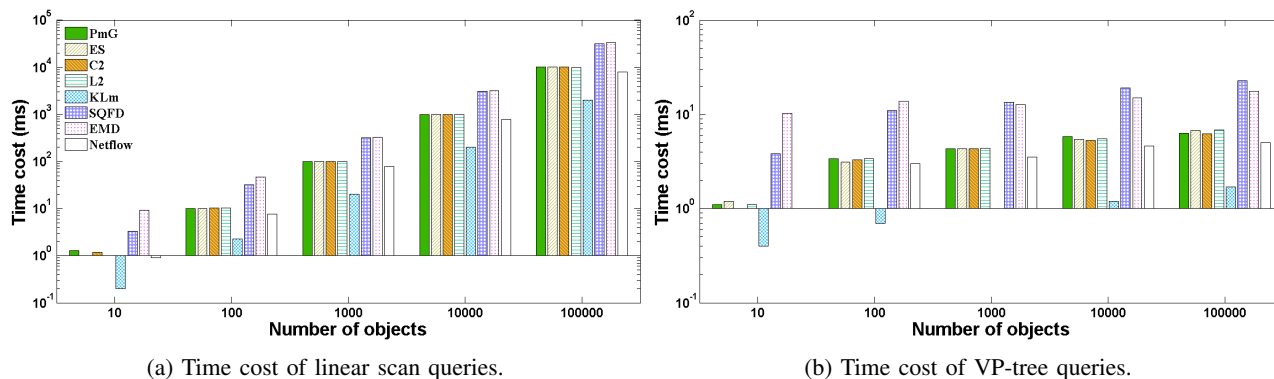 10^6
10^5
10^4
10^3
10^2
10^1
10^0
10^-1
Time cost (ms)
PmG
ES
C2
L2
KLm
SQFD
EMD
Netflow
10 100 1000 10000 100000
Number of objects
(a) Time cost of linear scan queries.
10^2
10^1
10^0
10^-1
Time cost (ms)
10 100 1000 10000 100000
Number of objects
(b) Time cost of VP-tree queries.